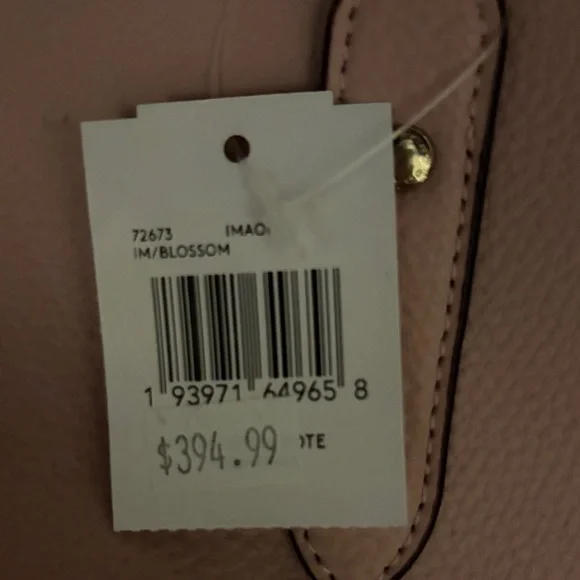 72673 IMAO
IM/BLOSSOM
1 93971 64965 8
$394.99 OTE